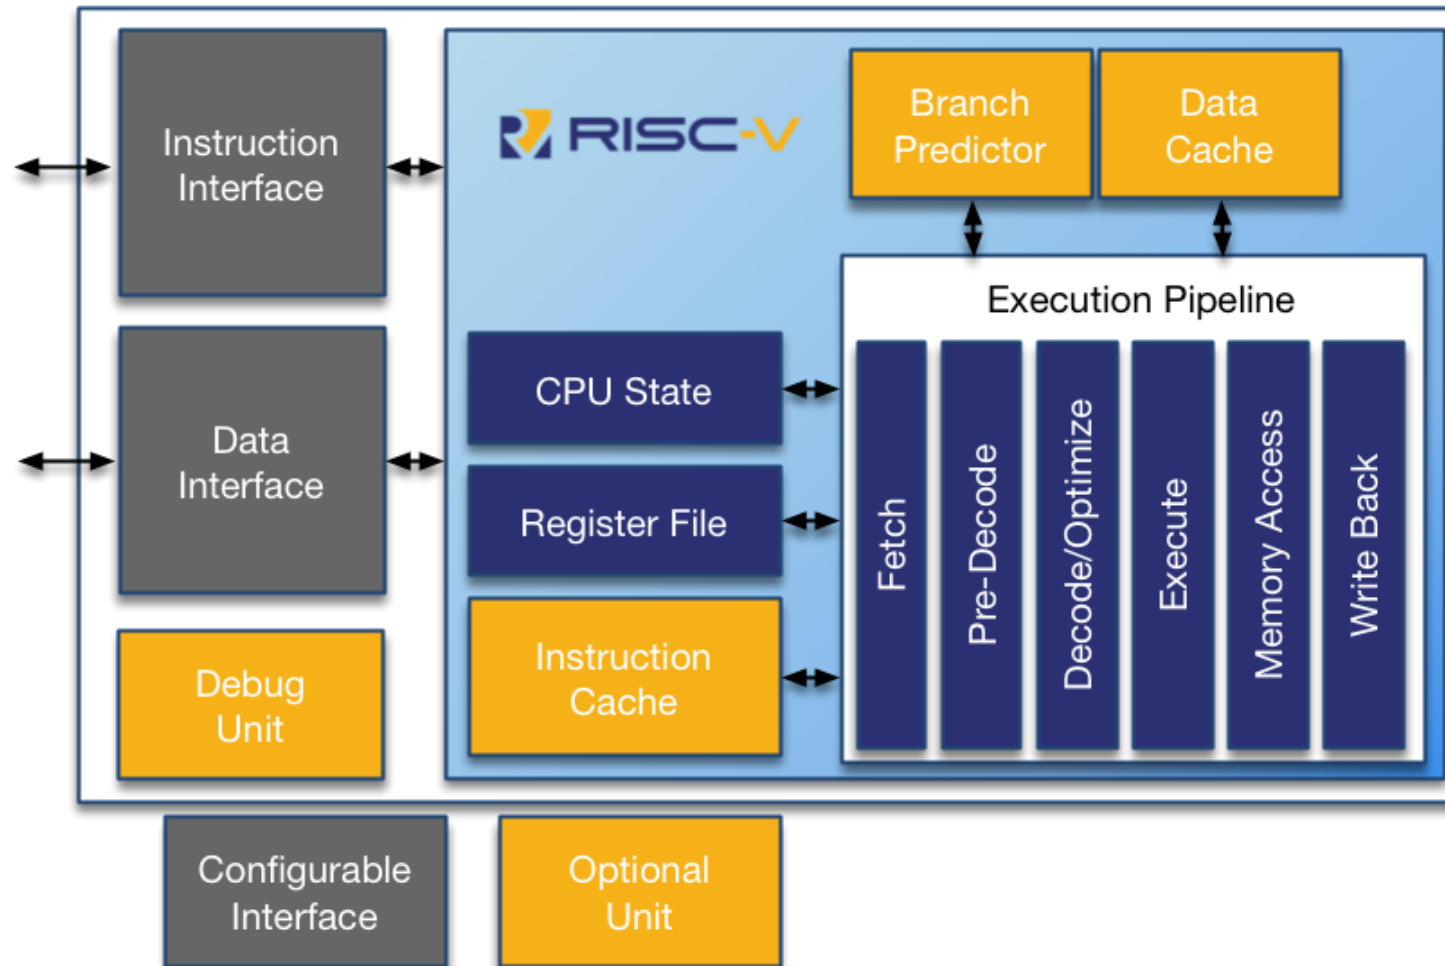 Instruction
Interface
RISC-V
Branch
Predictor
Data
Cache
Execution Pipeline
Data
Interface
CPU State
Register File
Instruction
Cache
Fetch
Pre-Decode
Decode/Optimize
Execute
Memory Access
Write Back
Debug
Unit
Configurable
Interface
Optional
Unit